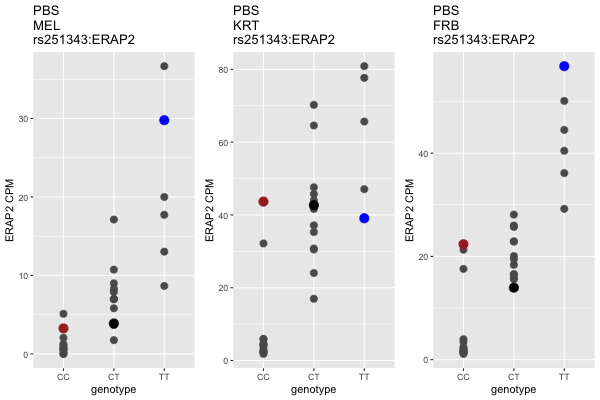 PBS
MEL
rs251343:ERAP2
30
20
10
0
ERAP2 CPM
CC
CT
TT
genotype
PBS
KRT
rs251343:ERAP2
80
60
40
20
0
ERAP2 CPM
CC
CT
TT
genotype
PBS
FRB
rs251343:ERAP2
40
20
0
ERAP2 CPM
CC
CT
TT
genotype